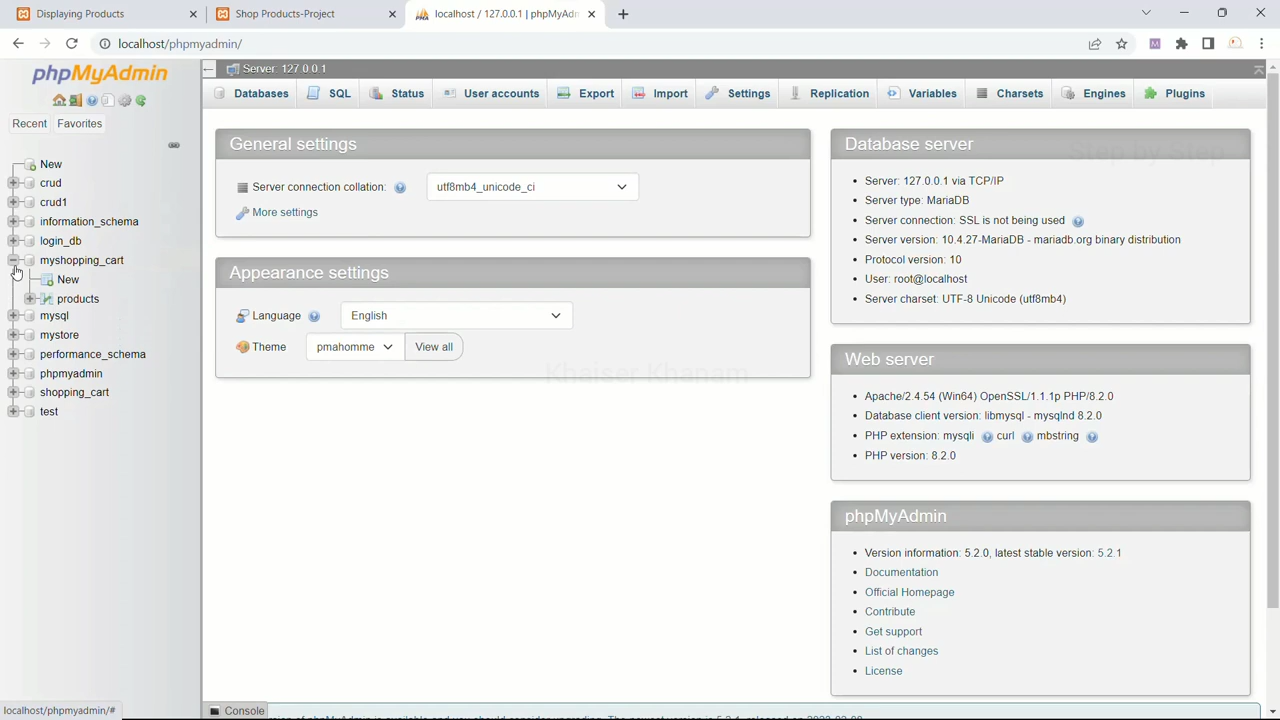 Displaying Products
Shop Products-Project
localhost / 127.0.0.1 | phpMyAdm
localhost/phpmyadmin/
phpMyAdmin
Server: 127.0.0.1
Databases
SQL
Status
User accounts
Export
Import
Settings
Replication
Variables
Charsets
Engines
Plugins
Recent
Favorites
New
crud
crud1
information_schema
login_db
myshopping_cart
New
products
mysql
mystore
performance_schema
phpmyadmin
shopping_cart
test
General settings
Server connection collation:
utf8mb4_unicode_ci
More settings
Appearance settings
Language
English
Theme
pmahomme
View all
Khaiser Khanam
Database server
Step by Step
Server: 127.0.0.1 via TCP/IP
Server type: MariaDB
Server connection: SSL is not being used
Server version: 10.4.27-MariaDB - mariadb.org binary distribution
Protocol version: 10
User: root@localhost
Server charset: UTF-8 Unicode (utf8mb4)
Web server
Apache/2.4.54 (Win64) OpenSSL/1.1.1p PHP/8.2.0
Database client version: libmysql - mysqlnd 8.2.0
PHP extension: mysqli curl mbstring
PHP version: 8.2.0
phpMyAdmin
Version information: 5.2.0, latest stable version: 5.2.1
Documentation
Official Homepage
Contribute
Get support
List of changes
License
localhost/phpmyadmin/#
Console